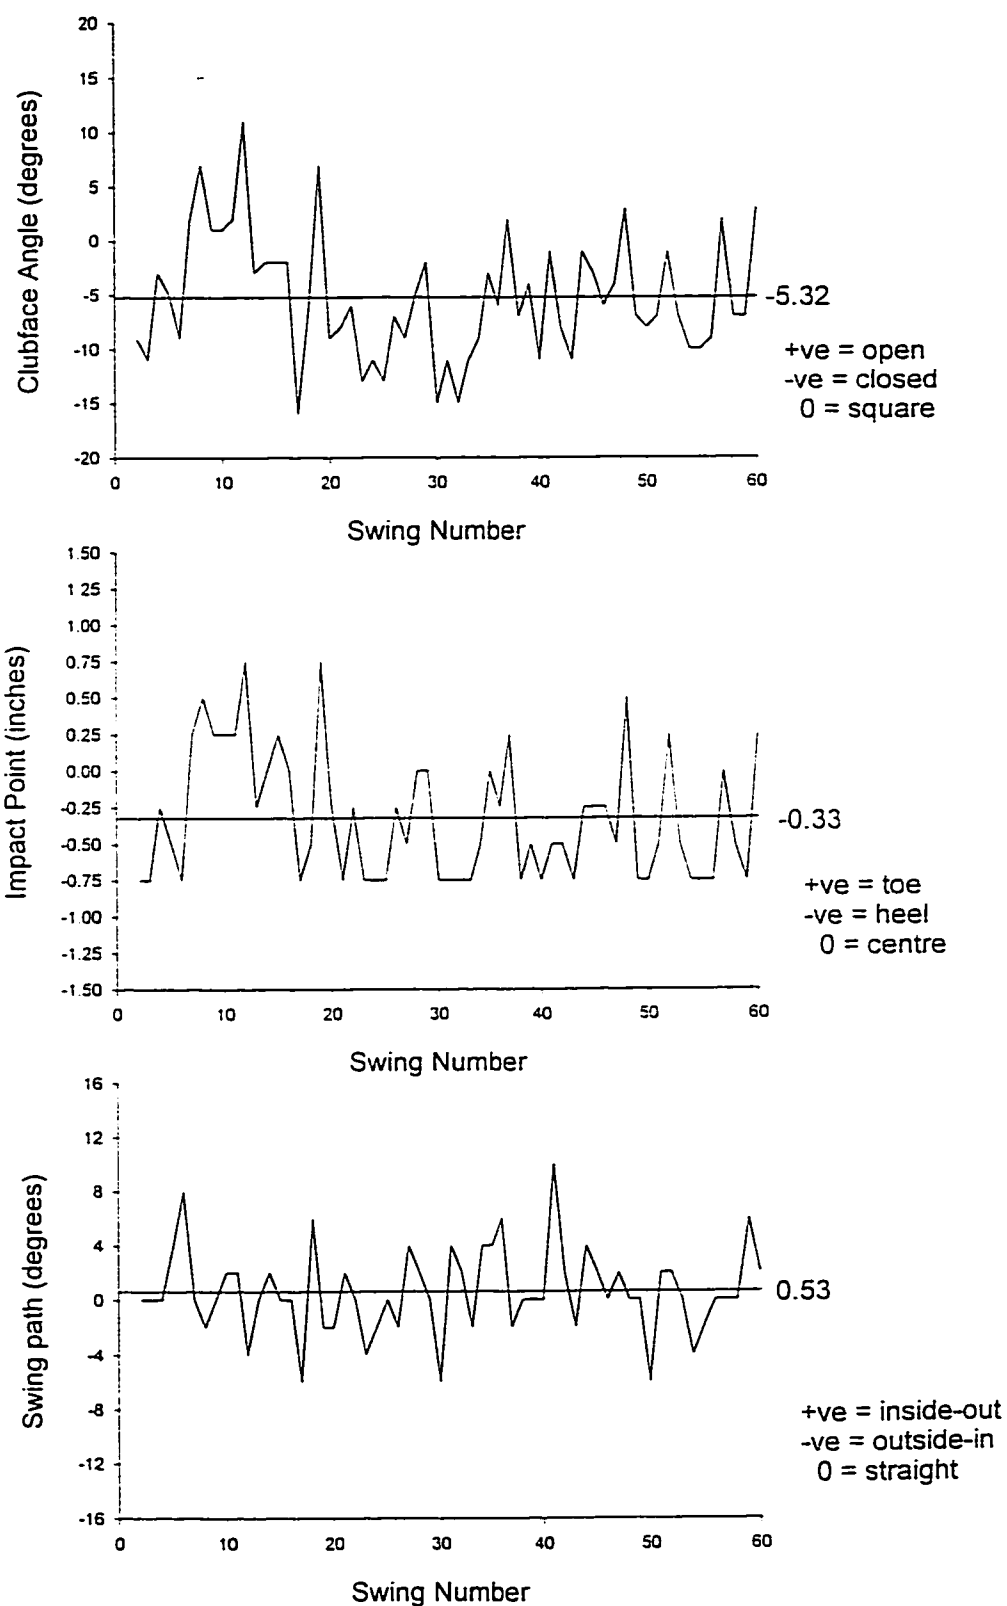 20
15
10
5
0
-5
-10
-15
-20
Clubface Angle (degrees)
-5.32
+ve = open
-ve = closed
0 = square
0 10 20 30 40 50 60
Swing Number
1.50
1 25
1.00
0.75
0.50
0.25
0.00
-0.25
-0.50
-0.75
-1.00
-1.25
-1.50
Impact Point (inches)
-0.33
+ve = toe
-ve = heel
0 = centre
0 10 20 30 40 50 60
Swing Number
16
12
8
4
0
-4
-8
-12
-16
Swing path (degrees)
0.53
+ve = inside-out
-ve = outside-in
0 = straight
0 10 20 30 40 50 60
Swing Number